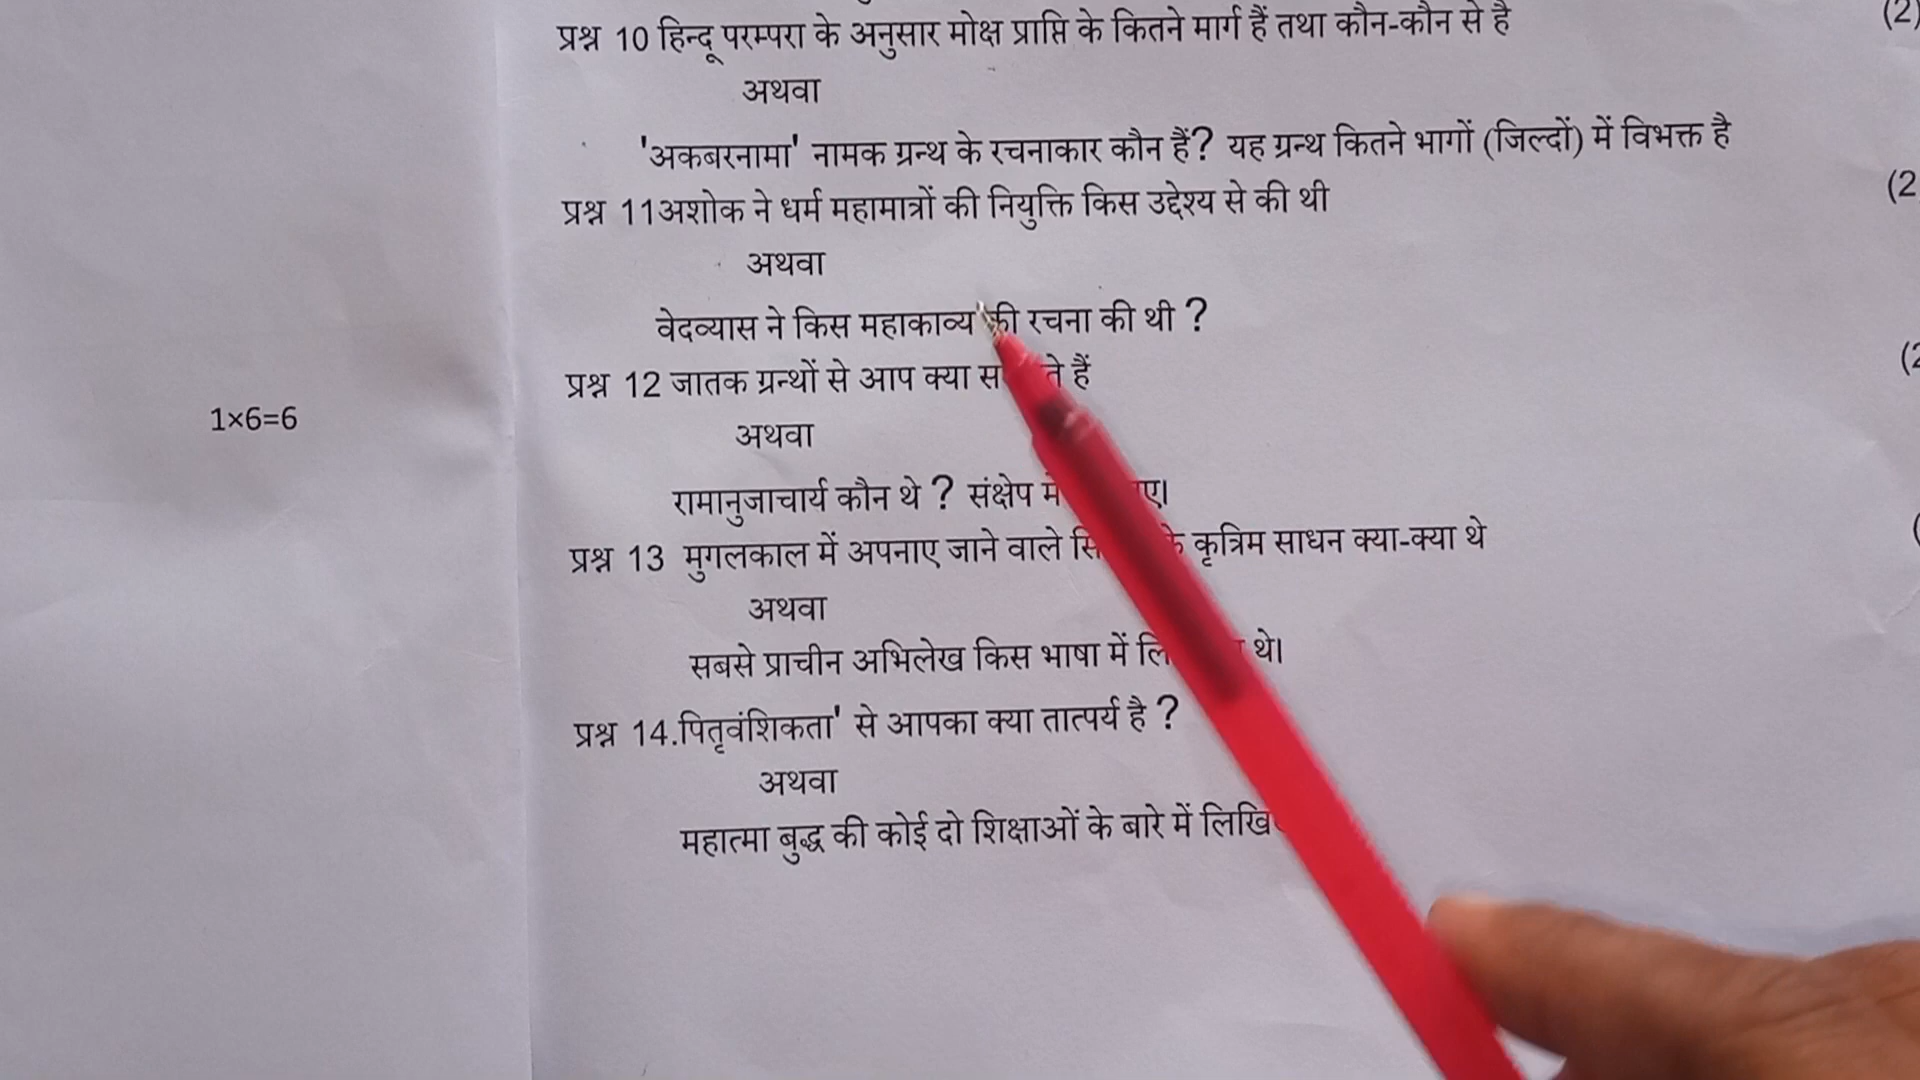 प्रश्न 10 हिन्दू परम्परा के अनुसार मोक्ष प्राप्ति के कितने मार्ग हैं तथा कौन-कौन से है (2)
अथवा
'अकबरनामा' नामक ग्रन्थ के रचनाकार कौन हैं? यह ग्रन्थ कितने भागों (जिल्दों) में विभक्त है
प्रश्न 11अशोक ने धर्म महामात्रों की नियुक्ति किस उद्देश्य से की थी (2
अथवा
वेदव्यास ने किस महाकाव्य की रचना की थी ?
प्रश्न 12 जातक ग्रन्थों से आप क्या हैं (2
1×6=6
अथवा
रामानुजाचार्य कौन थे ? संक्षेप में
प्रश्न 13 मुगलकाल में अपनाए जाने वाले के कृत्रिम साधन क्या-क्या थे (
अथवा
सबसे प्राचीन अभिलेख किस भाषा में थे।
प्रश्न 14.पितृवंशिकता' से आपका क्या तात्पर्य है ?
अथवा
महात्मा बुद्ध की कोई दो शिक्षाओं के बारे में